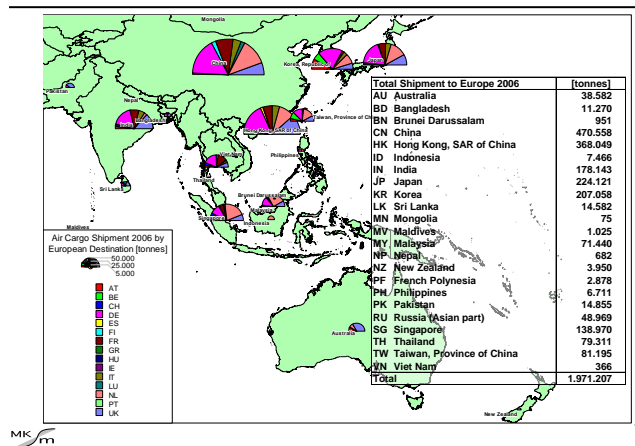 Mongolia
China
Korea, Republic of
Japan
Pakistan
Nepal
Bangladesh
India
Hong Kong, SAR of China
Taiwan, Province of Ch
Viet Nam
Philippines
Thailand
Sri Lanka
Brunei Darussalam
Malaysia
Singapore
Indonesia
Maldives
Australia
New Zealand
Total Shipment to Europe 2006 [tonnes]
AU Australia 38.582
BD Bangladesh 11.270
BN Brunei Darussalam 951
CN China 470.558
HK Hong Kong, SAR of China 368.049
ID Indonesia 7.466
IN India 178.143
JP Japan 224.121
KR Korea 207.058
LK Sri Lanka 14.582
MN Mongolia 75
MV Maldives 1.025
MY Malaysia 71.440
NP Nepal 682
NZ New Zealand 3.950
PF French Polynesia 2.878
PH Philippines 6.711
PK Pakistan 14.855
RU Russia (Asian part) 48.969
SG Singapore 138.970
TH Thailand 79.311
TW Taiwan, Province of China 81.195
VN Viet Nam 366
Total 1.971.207
Air Cargo Shipment 2006 by
European Destination [tonnes]
50.000
25.000
5.000
AT
BE
CH
DE
ES
FI
FR
GR
HU
IE
IT
LU
NL
PT
UK
MK m